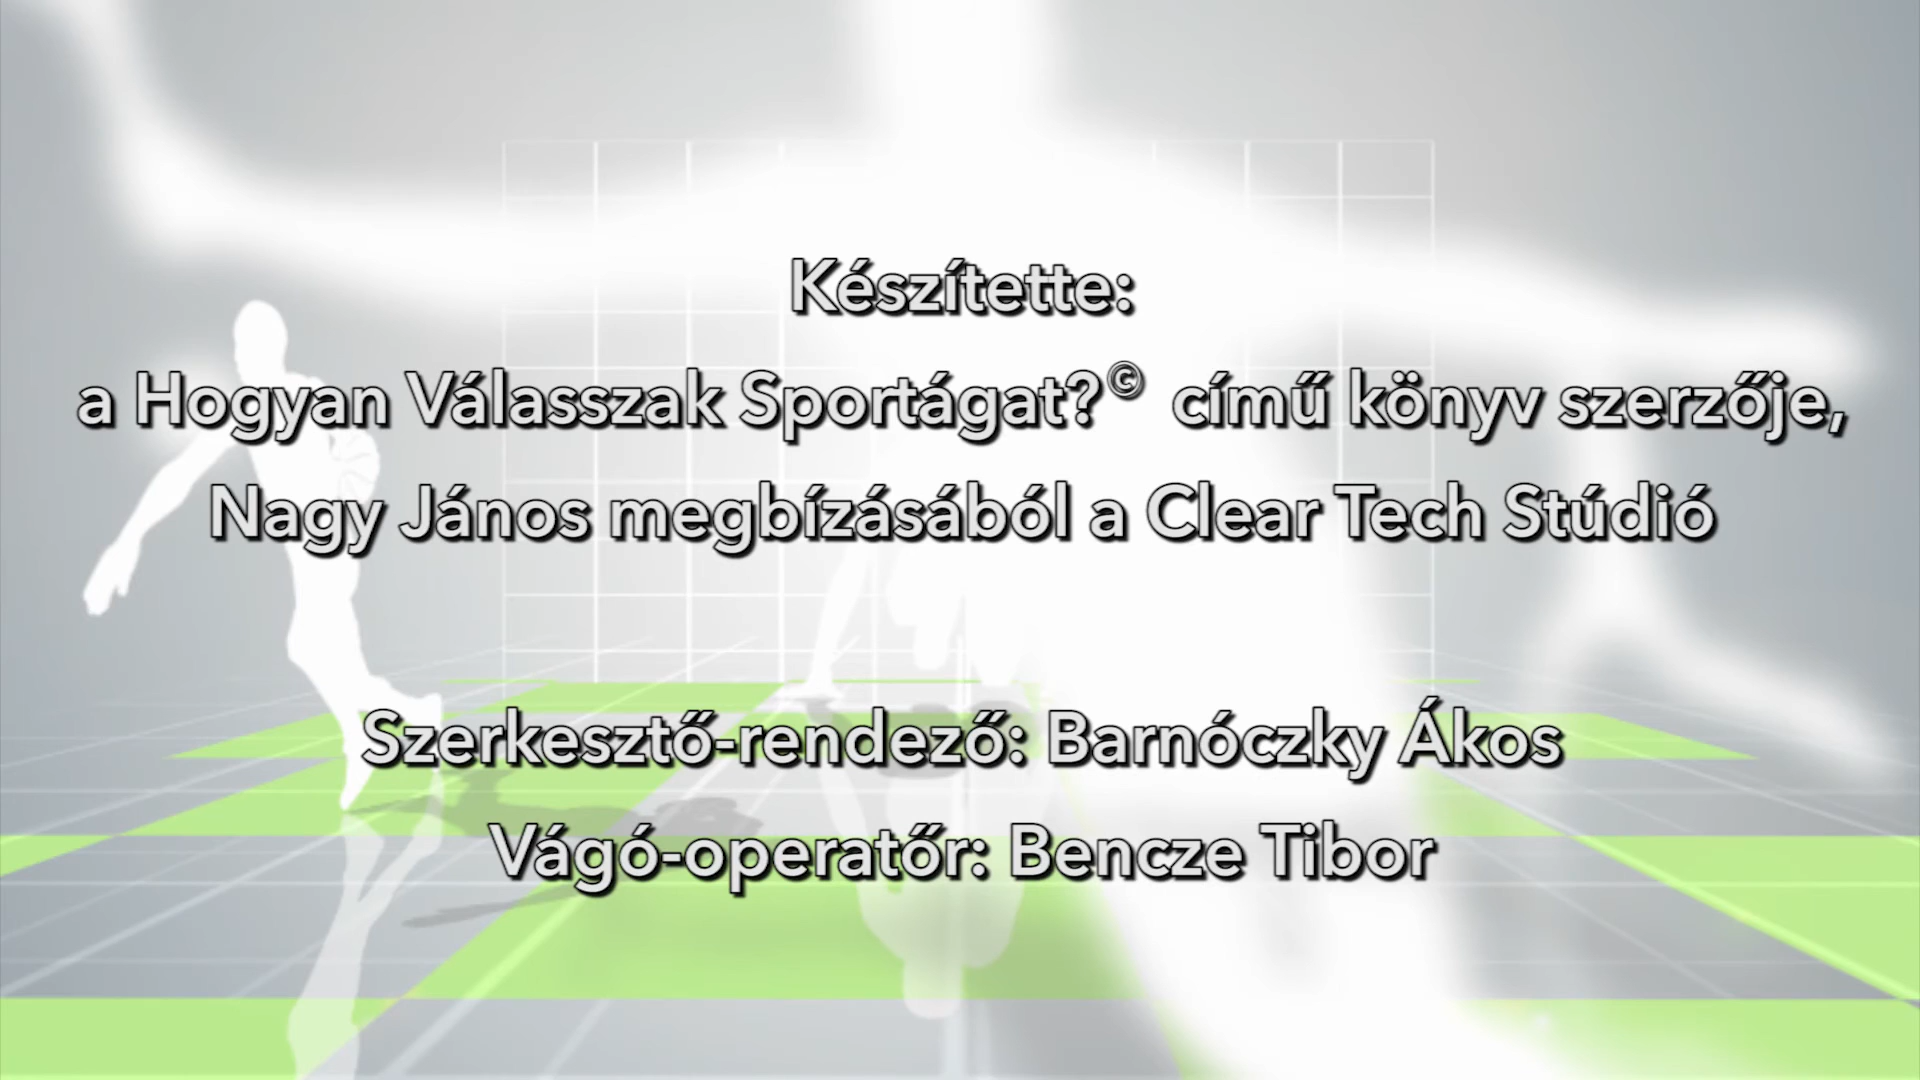 Készítette:
a Hogyan Válasszak Sportágat?© című könyv szerzője,
Nagy János megbízásából a Clear Tech Stúdió
Szerkesztő-rendező: Barnóczky Ákos
Vágó-operatőr: Bencze Tibor